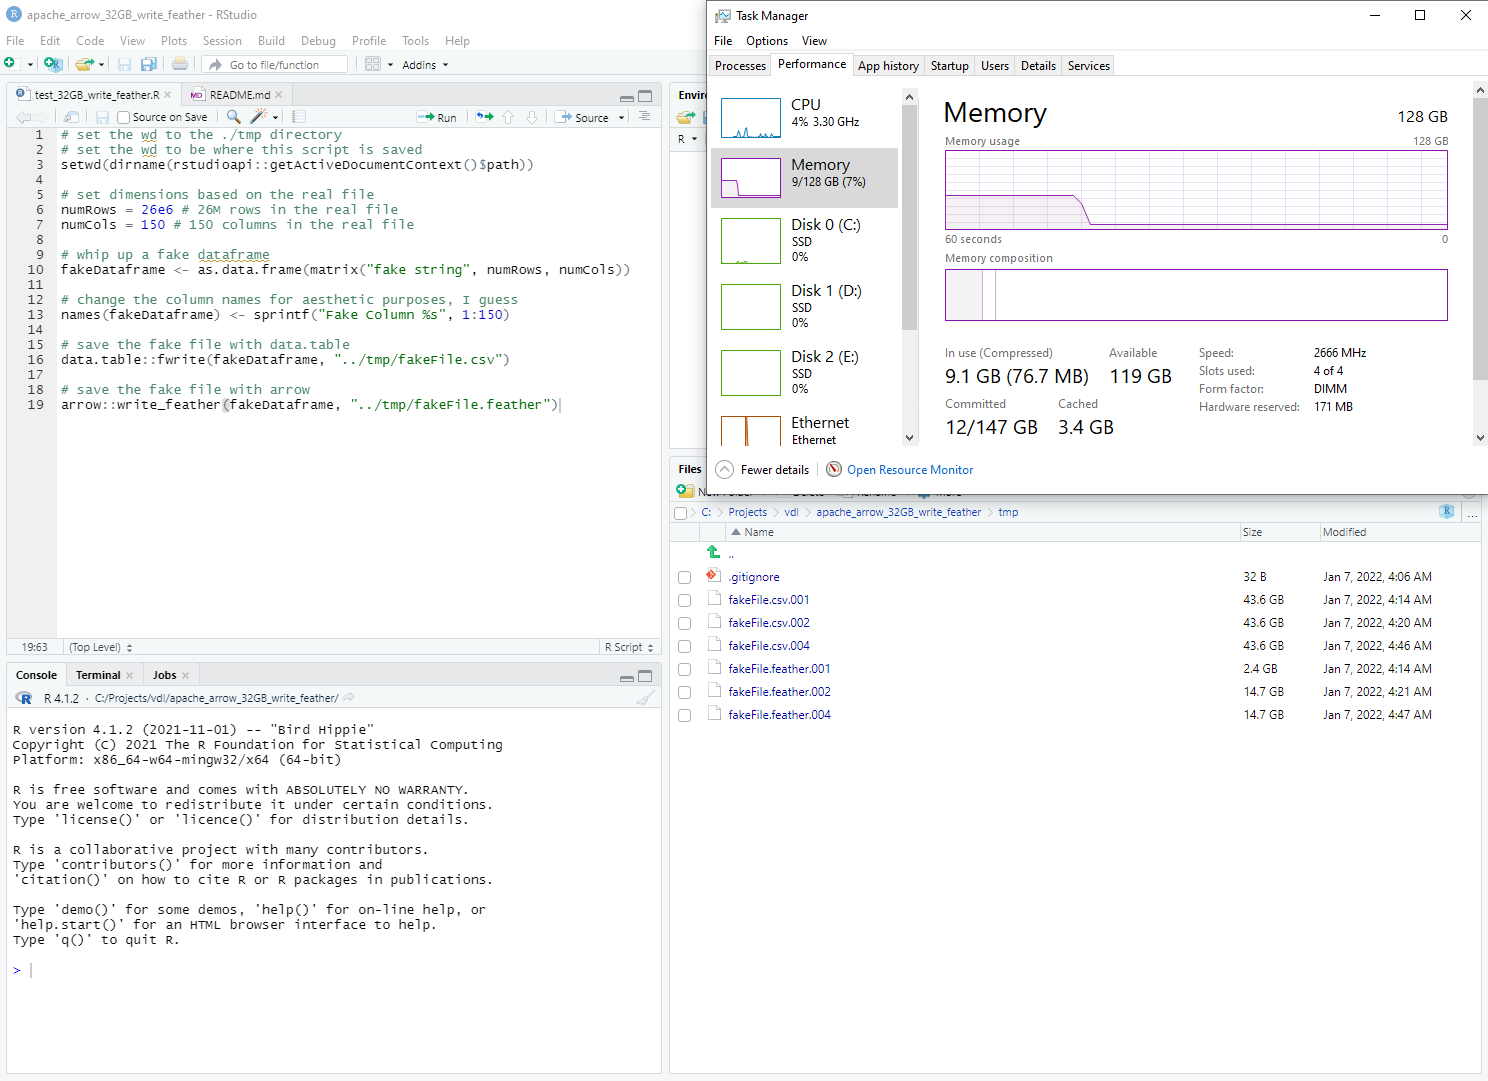 apache_arrow_32GB_write_feather - RStudio
File Edit Code View Plots Session Build Debug Profile Tools Help
Go to file/function Addins
test_32GB_write_feather.R README.md
Source on Save Run Source
1 # set the wd to the ./tmp directory
2 # set the wd to be where this script is saved
3 setwd(dirname(rstudioapi::getActiveDocumentContext()$path))
4
5 # set dimensions based on the real file
6 numRows = 26e6 # 26M rows in the real file
7 numCols = 150 # 150 columns in the real file
8
9 # whip up a fake dataframe
10 fakeDataframe <- as.data.frame(matrix("fake string", numRows, numCols))
11
12 # change the column names for aesthetic purposes, I guess
13 names(fakeDataframe) <- sprintf("Fake Column %s", 1:150)
14
15 # save the fake file with data.table
16 data.table::fwrite(fakeDataframe, "../tmp/fakeFile.csv")
17
18 # save the fake file with arrow
19 arrow::write_feather(fakeDataframe, "../tmp/fakeFile.feather")
19:63 (Top Level) R Script
Console Terminal Jobs
R 4.1.2 · C:/Projects/vdl/apache_arrow_32GB_write_feather/
R version 4.1.2 (2021-11-01) -- "Bird Hippie"
Copyright (C) 2021 The R Foundation for Statistical Computing
Platform: x86_64-w64-mingw32/x64 (64-bit)
R is free software and comes with ABSOLUTELY NO WARRANTY.
You are welcome to redistribute it under certain conditions.
Type 'license()' or 'licence()' for distribution details.
R is a collaborative project with many contributors.
Type 'contributors()' for more information and
'citation()' on how to cite R or R packages in publications.
Type 'demo()' for some demos, 'help()' for on-line help, or
'help.start()' for an HTML browser interface to help.
Type 'q()' to quit R.
>
Enviro
R
Task Manager
File Options View
Processes Performance App history Startup Users Details Services
CPU
4% 3.30 GHz
Memory
9/128 GB (7%)
Disk 0 (C:)
SSD
0%
Disk 1 (D:)
SSD
0%
Disk 2 (E:)
SSD
0%
Ethernet
Ethernet
Memory 128 GB
Memory usage 128 GB
60 seconds 0
Memory composition
In use (Compressed) Available
9.1 GB (76.7 MB) 119 GB
Committed Cached
12/147 GB 3.4 GB
Speed: 2666 MHz
Slots used: 4 of 4
Form factor: DIMM
Hardware reserved: 171 MB
Fewer details Open Resource Monitor
Files
New Folder Delete Rename More
C: Projects vdl apache_arrow_32GB_write_feather tmp ...
Name Size Modified
..
.gitignore 32 B Jan 7, 2022, 4:06 AM
fakeFile.csv.001 43.6 GB Jan 7, 2022, 4:14 AM
fakeFile.csv.002 43.6 GB Jan 7, 2022, 4:20 AM
fakeFile.csv.004 43.6 GB Jan 7, 2022, 4:46 AM
fakeFile.feather.001 2.4 GB Jan 7, 2022, 4:14 AM
fakeFile.feather.002 14.7 GB Jan 7, 2022, 4:21 AM
fakeFile.feather.004 14.7 GB Jan 7, 2022, 4:47 AM